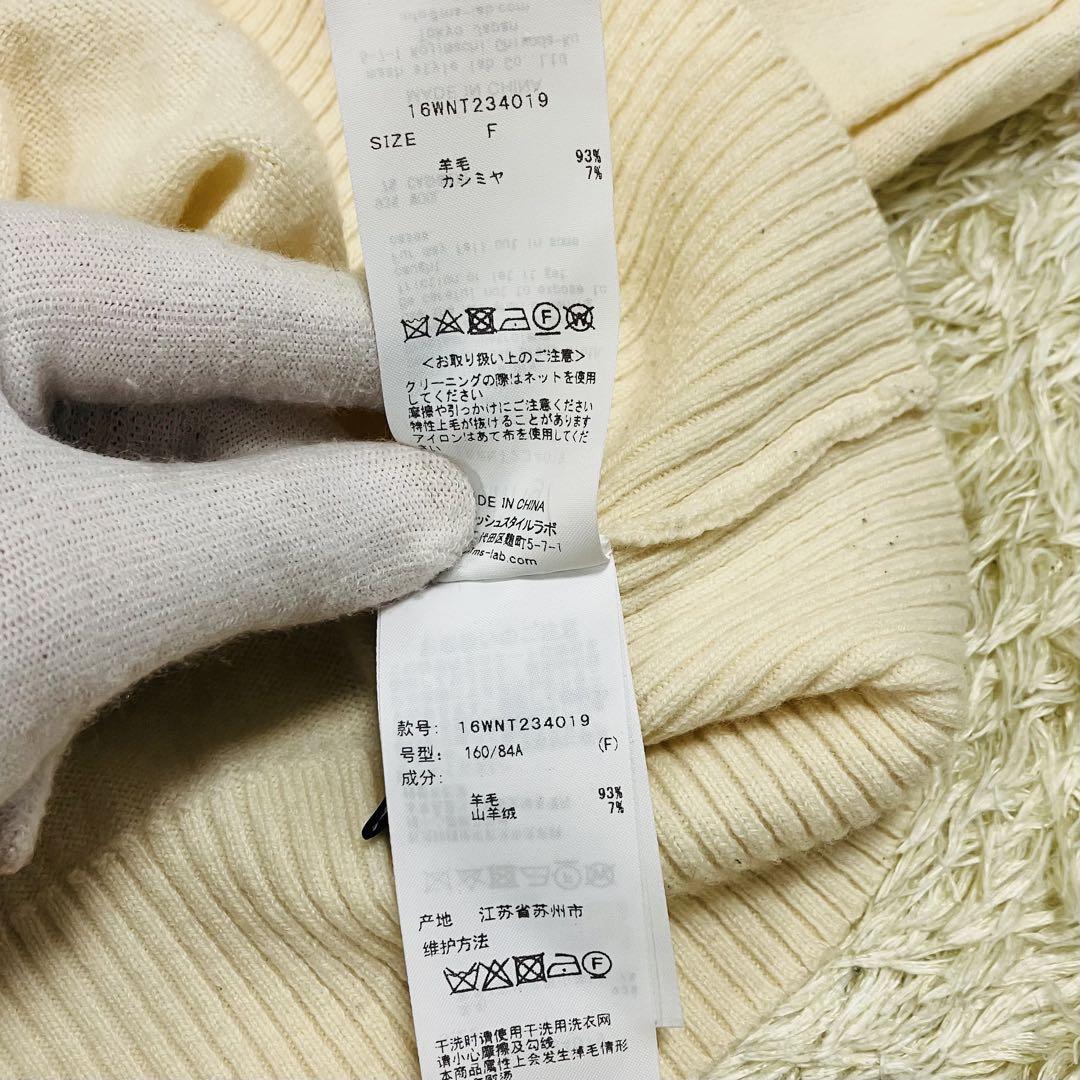 16WNT234019
SIZE F
羊毛 93%
カシミヤ 7%
F W
<お取り扱い上のご注意>
クリーニングの際はネットを使用
してください
摩擦や引っかけにご注意ください
特性上毛が抜けることがあります
アイロンはあて布を使用してくだ
さい
DE IN CHINA
ッシュスタイルラボ
代田区麹町5-7-1
ms-lab.com
款号: 16WNT234019
号型: 160/84A (F)
成分:
羊毛 93%
山羊绒 7%
产地 江苏省苏州市
维护方法
F
干洗时请使用干洗用洗衣网
请小心摩擦及勾线
本商品属性上会发生掉毛情形